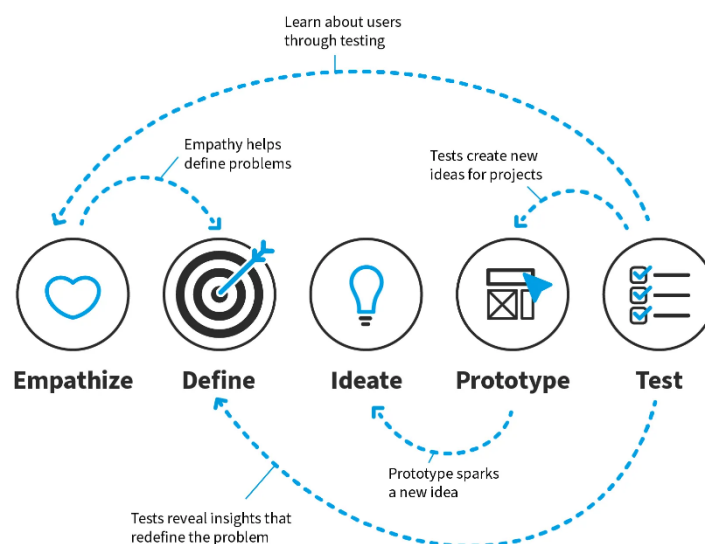 Learn about users
through testing
Empathy helps
define problems
Tests create new
ideas for projects
Empathize
Define
Ideate
Prototype
Test
Prototype sparks
a new idea
Tests reveal insights that
redefine the problem